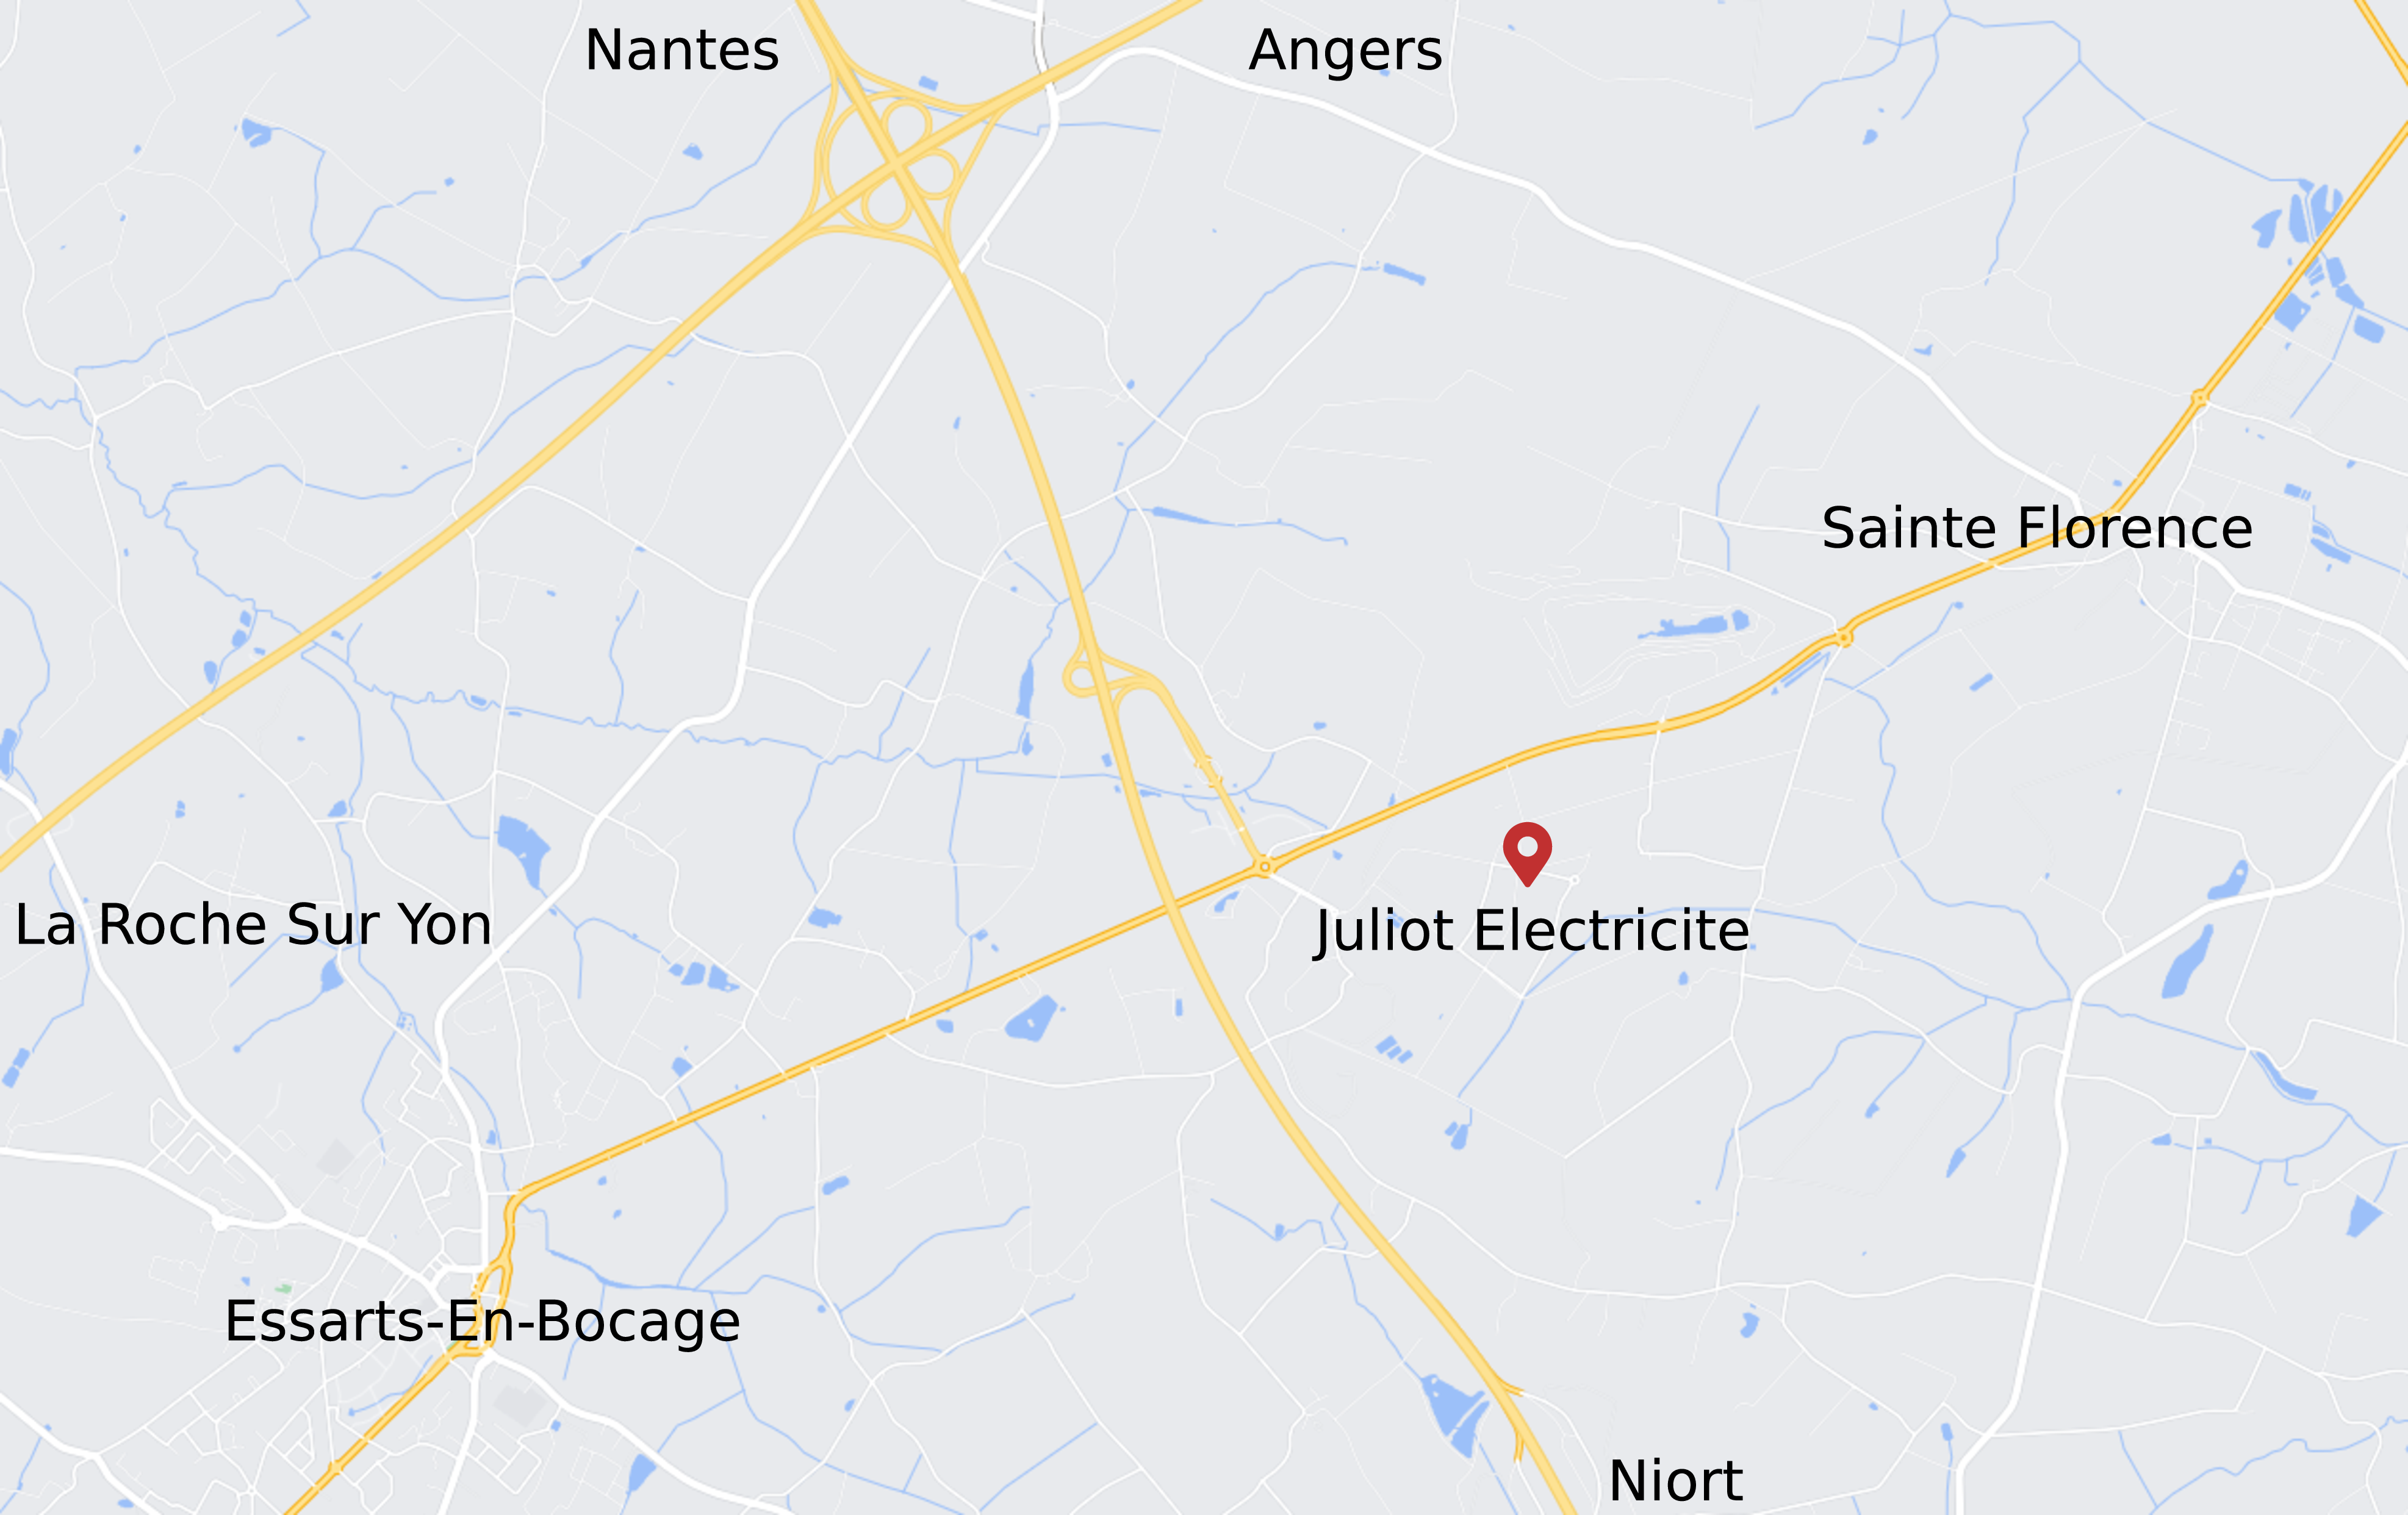 Nantes
Angers
Sainte Florence
La Roche Sur Yon
Juliot Electricite
Essarts-En-Bocage
Niort